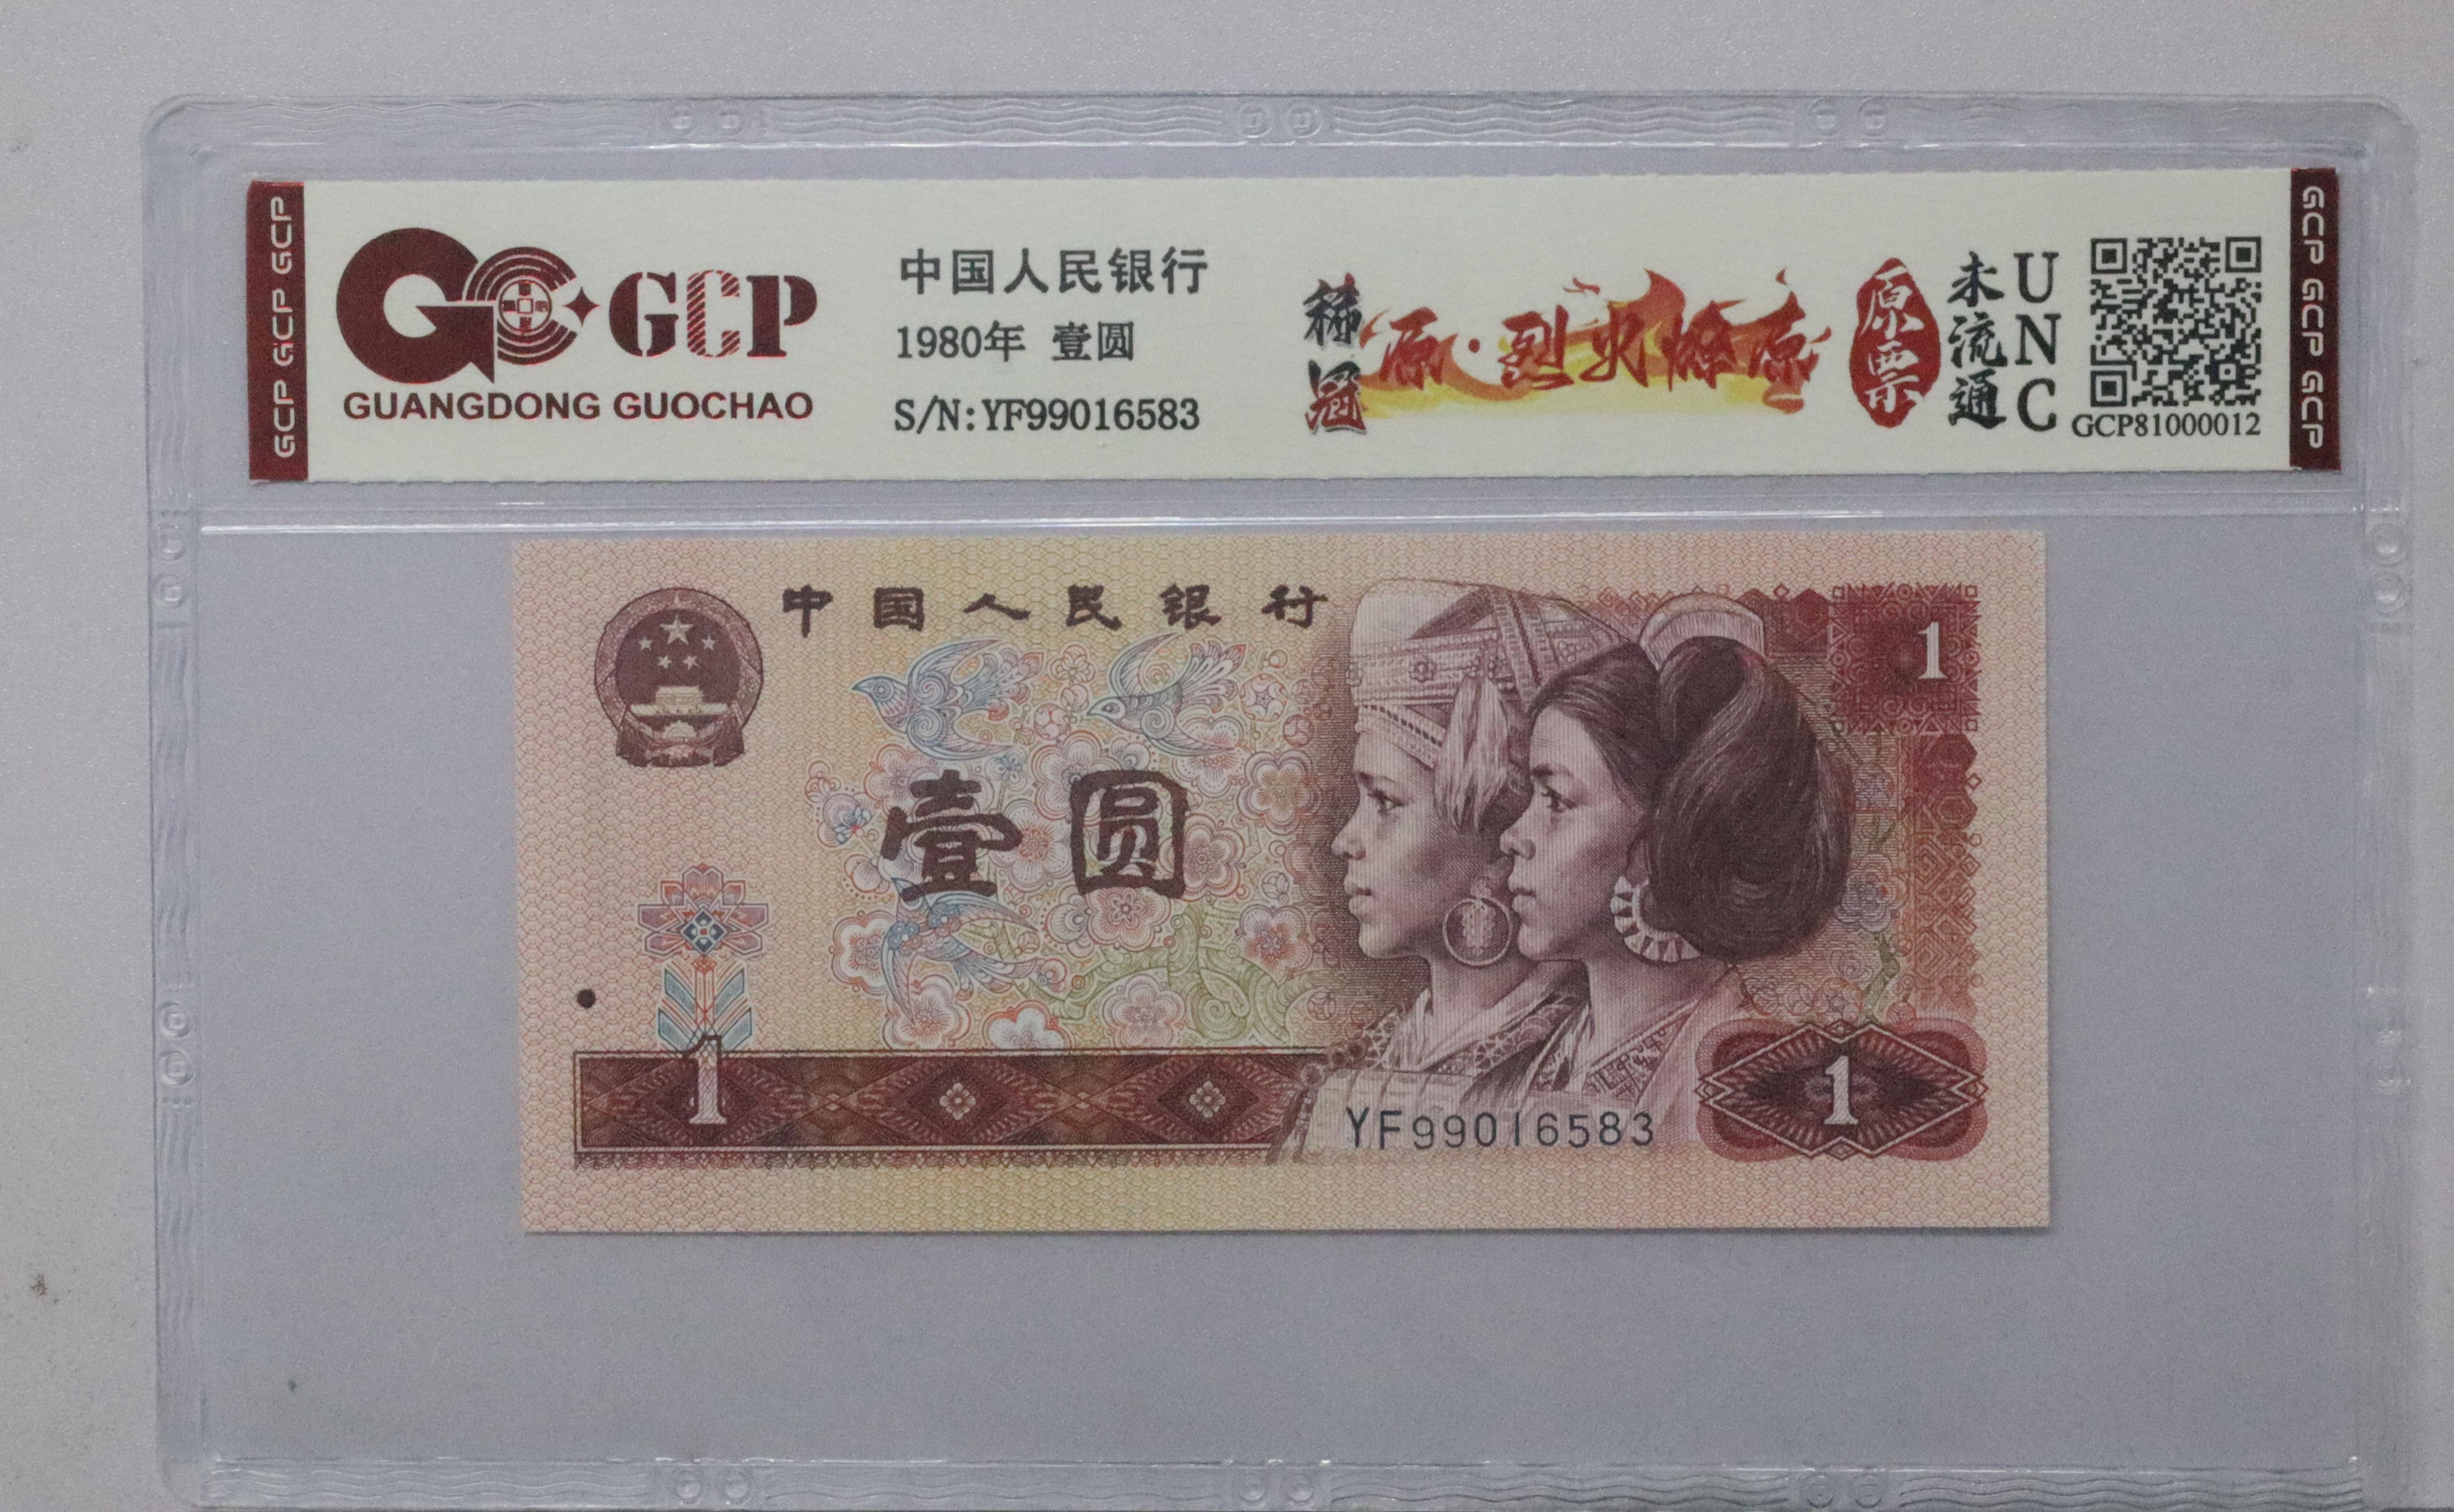 GCP GCP GCP
GCP
GUANGDONG GUOCHAO
中国人民银行
1980年 壹圆
S/N:YF99016583
稀冠
原·烈火燎原
原票
未流通
UNC
GCP81000012
GCP GCP GCP
中国人民银行
1
壹圆
1
YF99016583
1